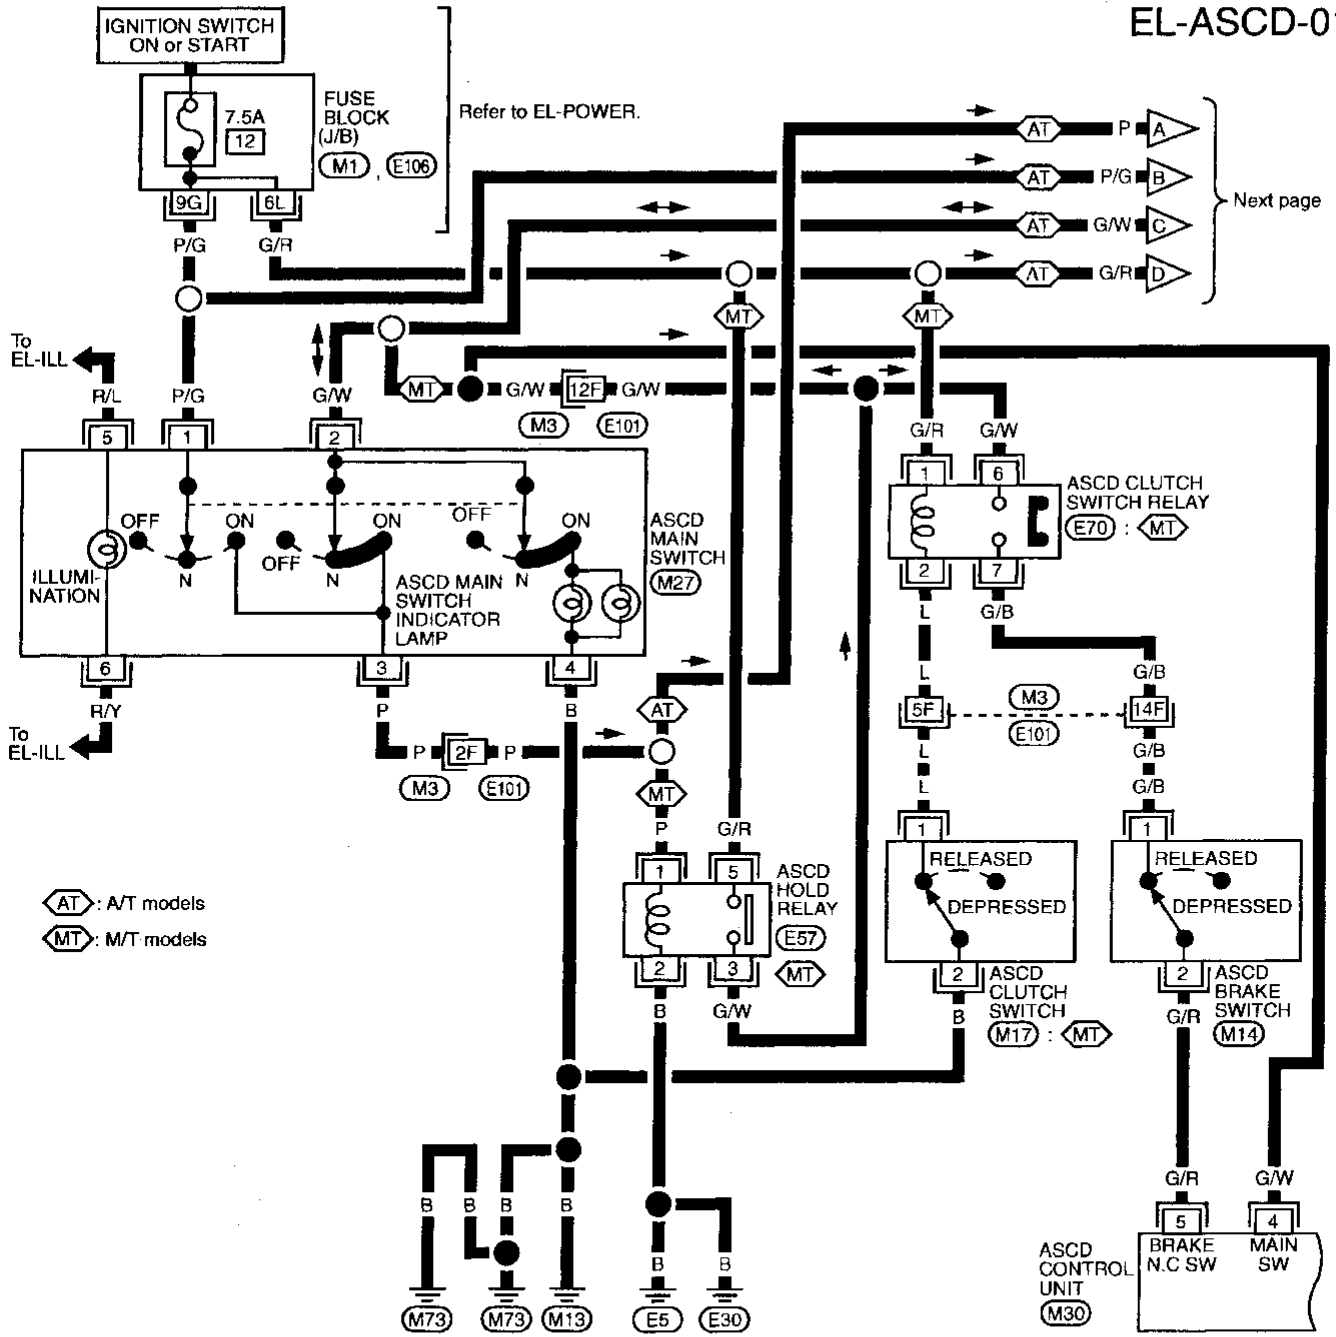 EL-ASCD-01
IGNITION SWITCH
ON or START
7.5A
12
FUSE
BLOCK
(J/B)
M1 , E106
Refer to EL-POWER.
9G 6L
P/G G/R
AT P A
AT P/G B
AT G/W C
AT G/R D
Next page
MT MT
To
EL-ILL
R/L P/G G/W
MT G/W 12F G/W
M3 E101
G/R G/W
5 1 2
1 6
ASCD CLUTCH
SWITCH RELAY
E70 : MT
2 7
L G/B
OFF ON OFF ON OFF ON
N N N
ILLUMI-
NATION
ASCD MAIN
SWITCH
INDICATOR
LAMP
ASCD
MAIN
SWITCH
M27
6 3 4
R/Y P B
To
EL-ILL
P 2F P
M3 E101
AT
MT
P G/R
L G/B
5F M3 14F
E101
L G/B
L G/B
1 5
ASCD
HOLD
RELAY
E57
MT
2 3
B G/W
1 1
RELEASED RELEASED
DEPRESSED DEPRESSED
2 2
ASCD
CLUTCH
SWITCH
M17 : MT
ASCD
BRAKE
SWITCH
M14
B G/R
AT : A/T models
MT : M/T models
B B B B
B B
M73 M73 M13 E5 E30
G/R G/W
5 4
BRAKE
N.C SW
MAIN
SW
ASCD
CONTROL
UNIT
M30